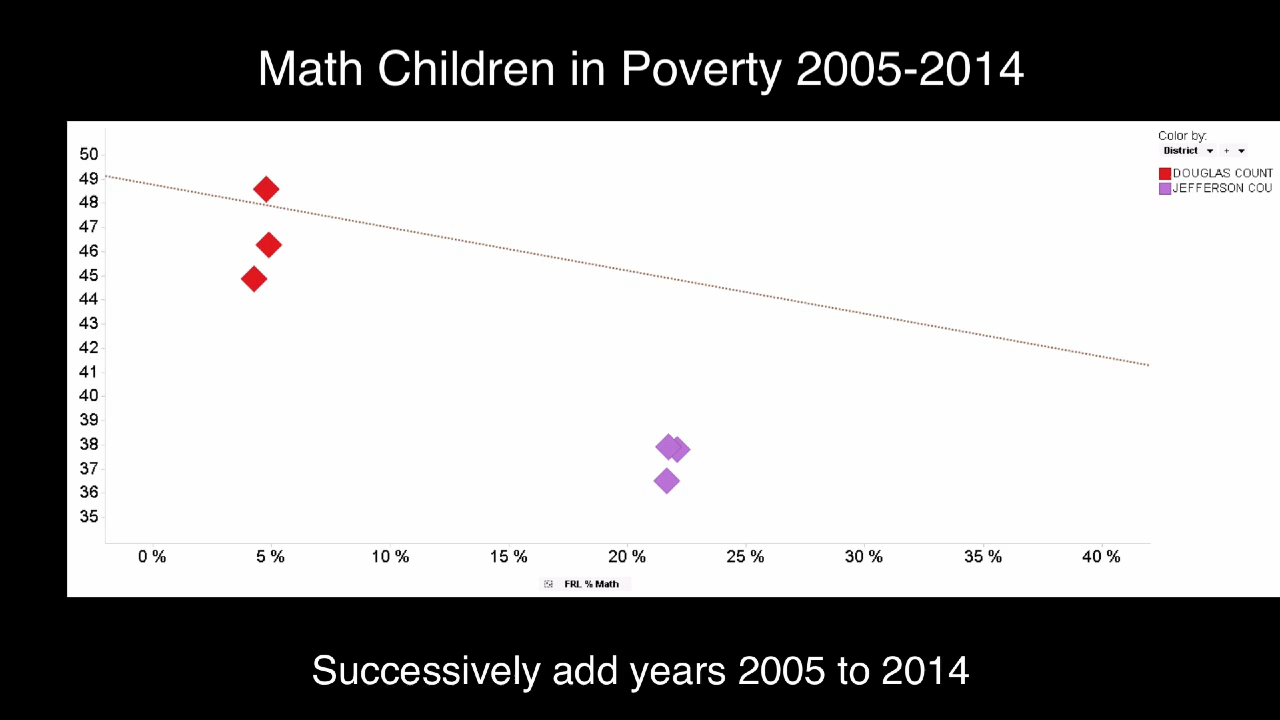 Math Children in Poverty 2005-2014
Color by:
District
+
DOUGLAS COUNT
JEFFERSON COU
50
49
48
47
46
45
44
43
42
41
40
39
38
37
36
35
0 % 5 % 10 % 15 % 20 % 25 % 30 % 35 % 40 %
FRL % Math
Successively add years 2005 to 2014